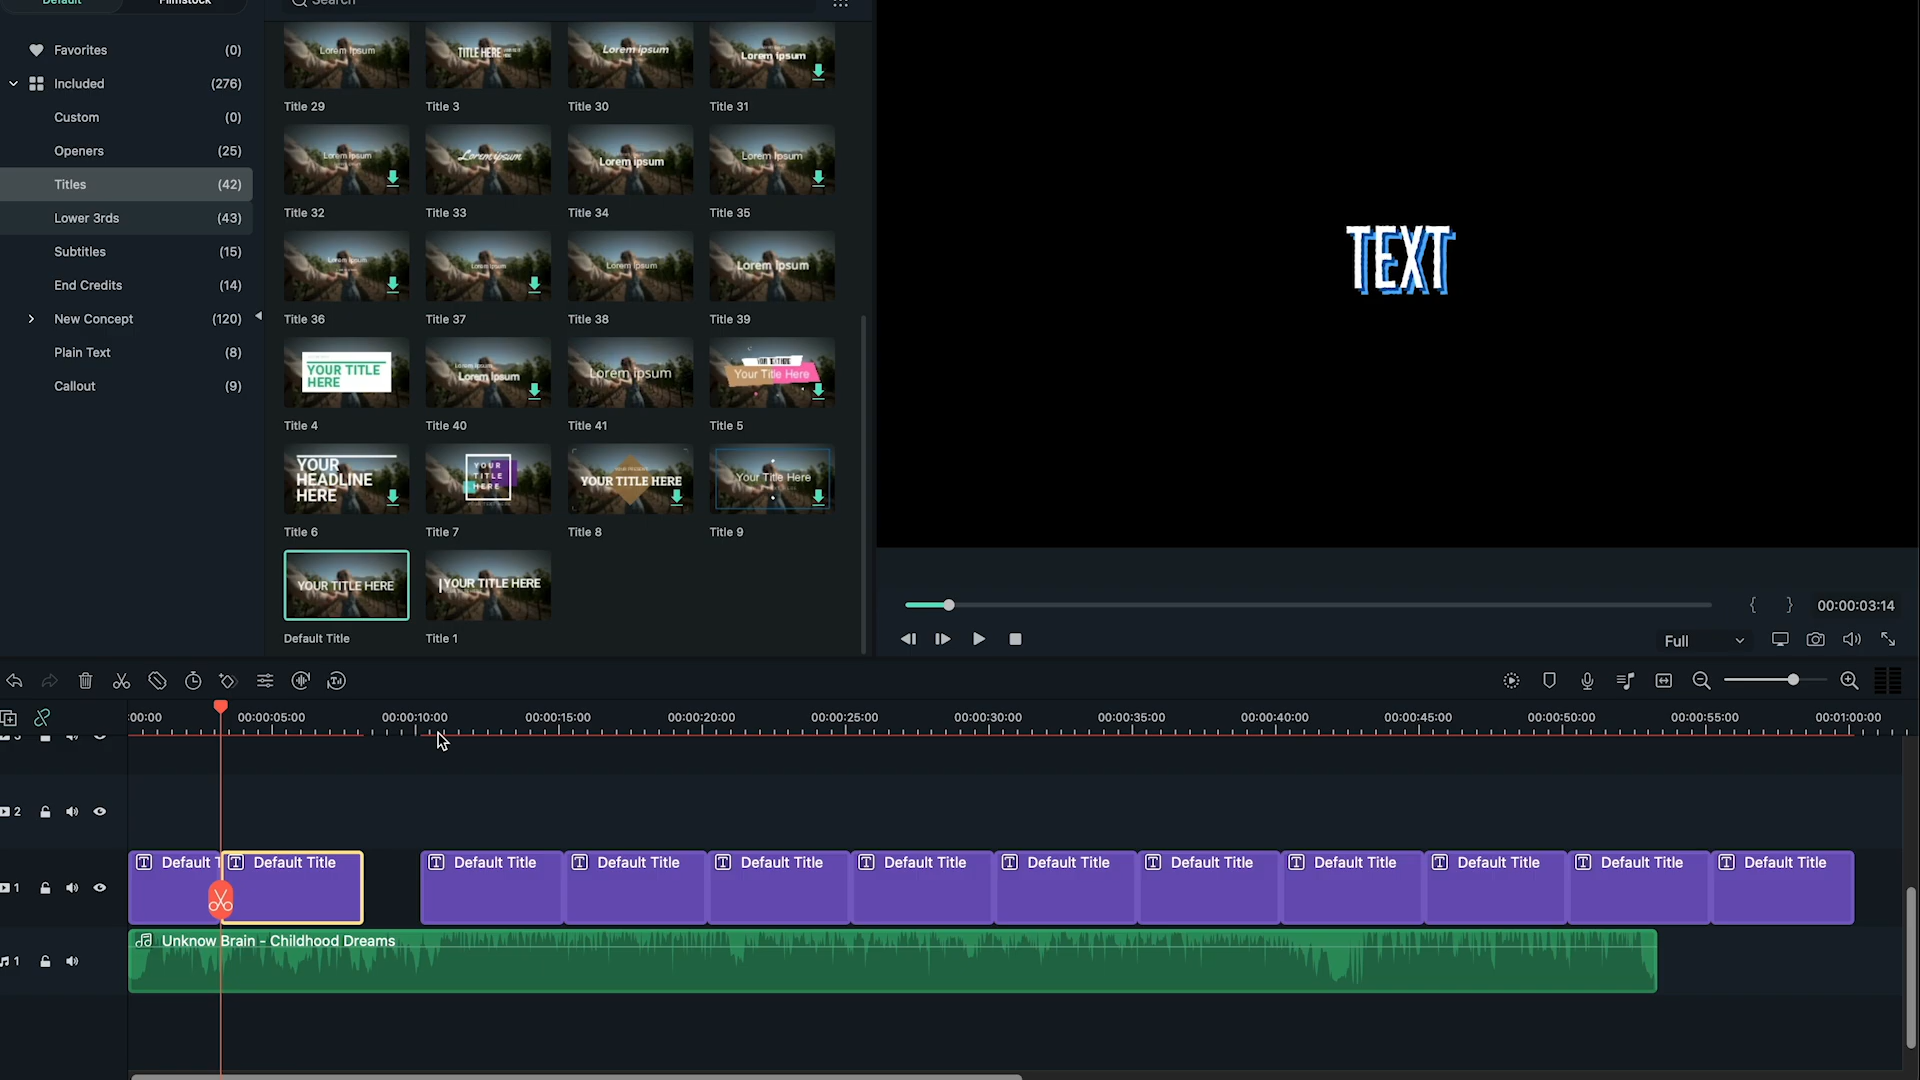 Default
Filmstock
Search
Favorites (0)
Included (276)
Custom (0)
Openers (25)
Titles (42)
Lower 3rds (43)
Subtitles (15)
End Credits (14)
New Concept (120)
Plain Text (8)
Callout (9)
Lorem ipsum
TITLE HERE
Lorem ipsum
Lorem ipsum
Title 29
Title 3
Title 30
Title 31
Lorem ipsum
Lorem ipsum
Lorem ipsum
Lorem ipsum
Title 32
Title 33
Title 34
Title 35
Lorem ipsum
Lorem ipsum
Lorem ipsum
Lorem ipsum
Title 36
Title 37
Title 38
Title 39
YOUR TITLE
HERE
Lorem ipsum
Lorem ipsum
Your Title Here
Title 4
Title 40
Title 41
Title 5
YOUR
HEADLINE
HERE
YOUR
TITLE
HERE
YOUR TITLE HERE
Your Title Here
Title 6
Title 7
Title 8
Title 9
YOUR TITLE HERE
YOUR TITLE HERE
Default Title
Title 1
TEXT
{ } 00:00:03:14
Full
:00:00 00:00:05:00 00:00:10:00 00:00:15:00 00:00:20:00 00:00:25:00 00:00:30:00 00:00:35:00 00:00:40:00 00:00:45:00 00:00:50:00 00:00:55:00 00:01:00:00
3
2
1
Default T
Default Title
Default Title
Default Title
Default Title
Default Title
Default Title
Default Title
Default Title
Default Title
Default Title
Default Title
1
Unknow Brain - Childhood Dreams